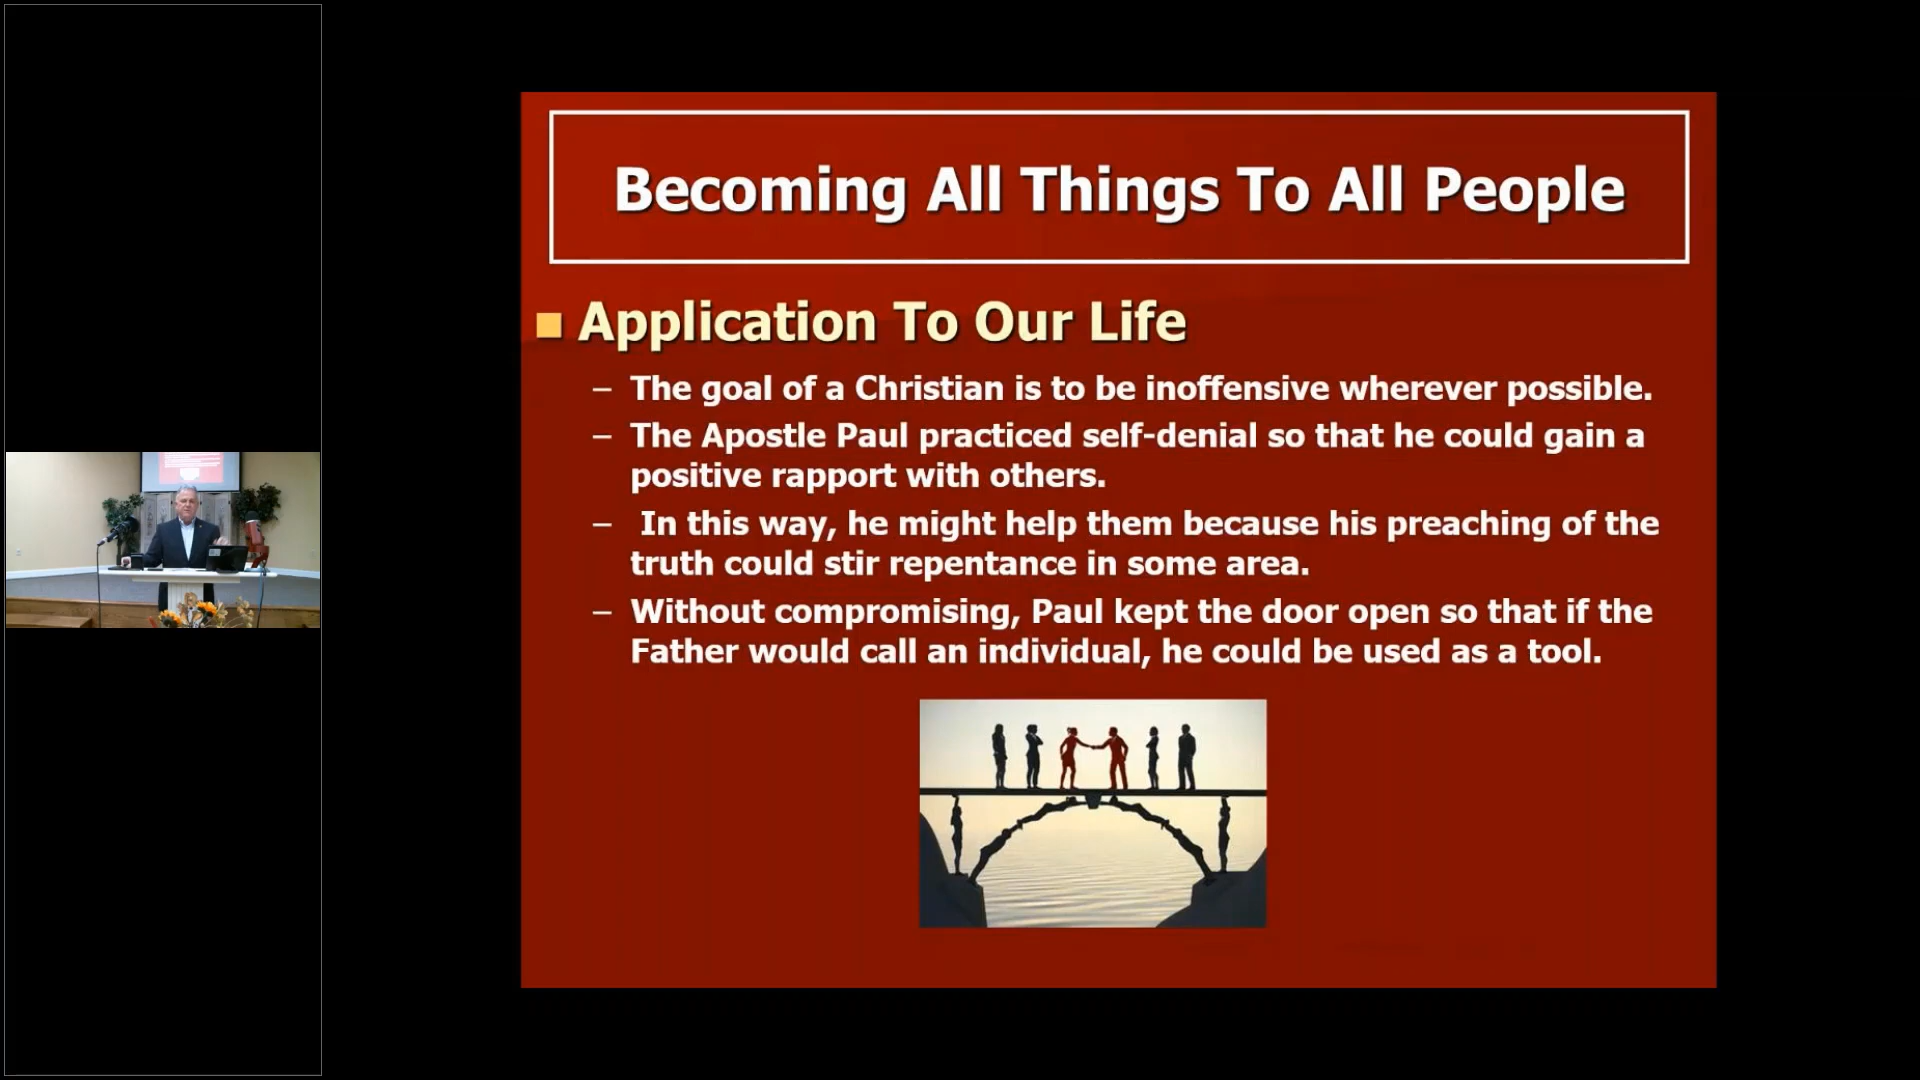 Becoming All Things To All People
■ Application To Our Life
– The goal of a Christian is to be inoffensive wherever possible.
– The Apostle Paul practiced self-denial so that he could gain a
positive rapport with others.
– In this way, he might help them because his preaching of the
truth could stir repentance in some area.
– Without compromising, Paul kept the door open so that if the
Father would call an individual, he could be used as a tool.